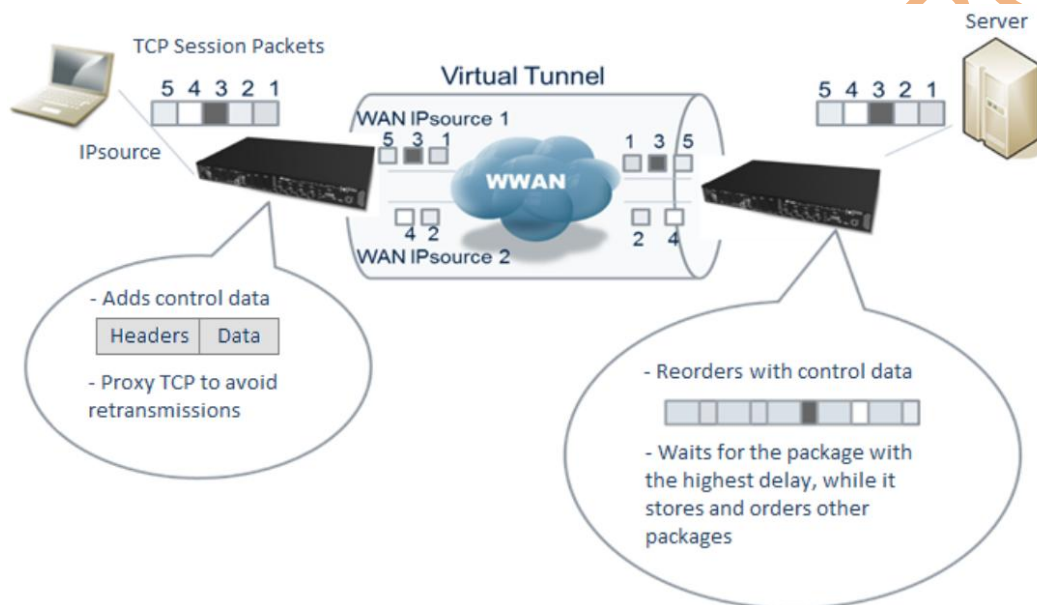 Server
TCP Session Packets
5 4 3 2 1
IPsource
Virtual Tunnel
WAN IPsource 1
5 3 1
4 2
WAN IPsource 2
WWAN
1 3 5
2 4
5 4 3 2 1
- Adds control data
Headers Data
- Proxy TCP to avoid
retransmissions
- Reorders with control data
- Waits for the package with
the highest delay, while it
stores and orders other
packages